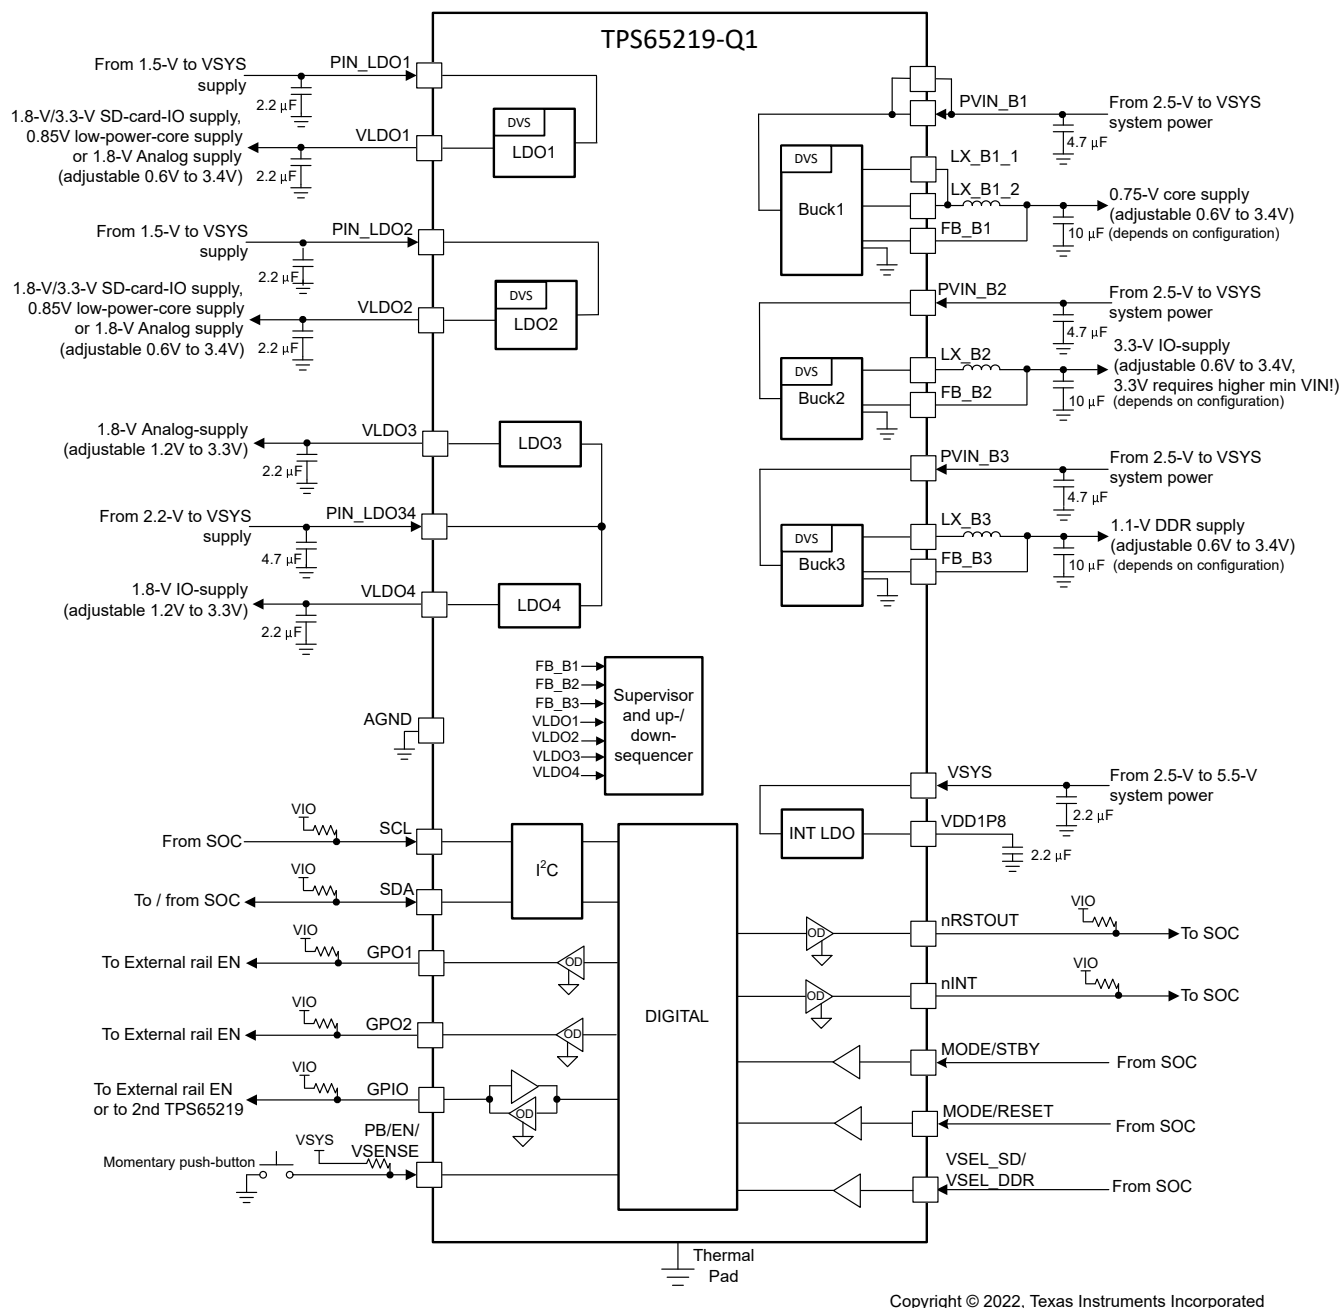 TPS65219-Q1
From 1.5-V to VSYS
supply
PIN_LDO1
2.2 μF
1.8-V/3.3-V SD-card-IO supply,
0.85V low-power-core supply
or 1.8-V Analog supply
(adjustable 0.6V to 3.4V)
VLDO1
2.2 μF
DVS
LDO1
From 1.5-V to VSYS
supply
PIN_LDO2
2.2 μF
1.8-V/3.3-V SD-card-IO supply,
0.85V low-power-core supply
or 1.8-V Analog supply
(adjustable 0.6V to 3.4V)
VLDO2
2.2 μF
DVS
LDO2
1.8-V Analog-supply
(adjustable 1.2V to 3.3V)
VLDO3
2.2 μF
LDO3
From 2.2-V to VSYS
supply
PIN_LDO34
4.7 μF
1.8-V IO-supply
(adjustable 1.2V to 3.3V)
VLDO4
2.2 μF
LDO4
PVIN_B1
From 2.5-V to VSYS
system power
4.7 μF
DVS
Buck1
LX_B1_1
LX_B1_2
FB_B1
0.75-V core supply
(adjustable 0.6V to 3.4V)
(depends on configuration)
10 μF
PVIN_B2
From 2.5-V to VSYS
system power
4.7 μF
DVS
Buck2
LX_B2
FB_B2
3.3-V IO-supply
(adjustable 0.6V to 3.4V,
3.3V requires higher min VIN!)
(depends on configuration)
10 μF
PVIN_B3
From 2.5-V to VSYS
system power
4.7 μF
DVS
Buck3
LX_B3
FB_B3
1.1-V DDR supply
(adjustable 0.6V to 3.4V)
(depends on configuration)
10 μF
FB_B1
FB_B2
FB_B3
VLDO1
VLDO2
VLDO3
VLDO4
Supervisor
and up-/
down-
sequencer
AGND
VSYS
From 2.5-V to 5.5-V
system power
2.2 μF
INT LDO
VDD1P8
2.2 μF
From SOC
VIO
SCL
I²C
To / from SOC
VIO
SDA
To External rail EN
VIO
GPO1
OD
To External rail EN
VIO
GPO2
OD
To External rail EN
or to 2nd TPS65219
VIO
GPIO
OD
Momentary push-button
VSYS
PB/EN/
VSENSE
DIGITAL
OD
nRSTOUT
VIO
To SOC
OD
nINT
VIO
To SOC
MODE/STBY
From SOC
MODE/RESET
From SOC
VSEL_SD/
VSEL_DDR
From SOC
Thermal
Pad
Copyright © 2022, Texas Instruments Incorporated